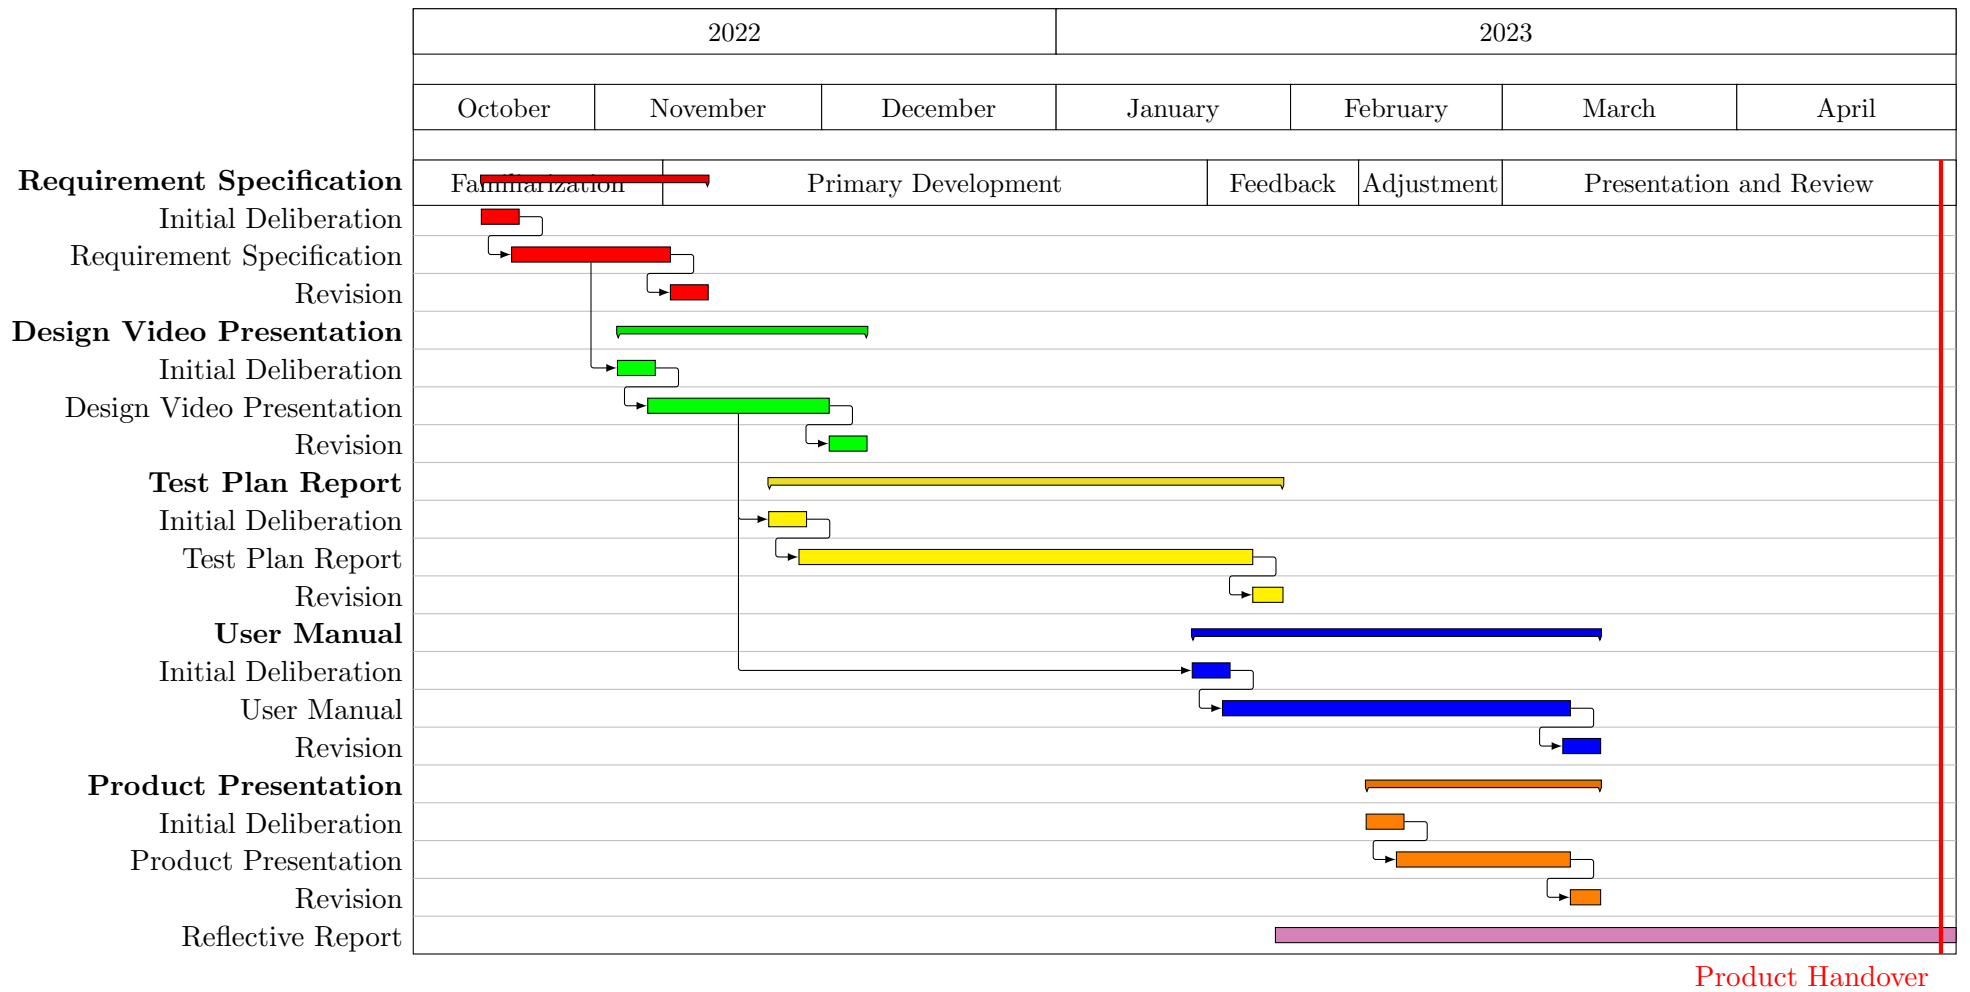 2022 2023
October November December January February March April
Familiarization Primary Development Feedback Adjustment Presentation and Review
Requirement Specification
Initial Deliberation
Requirement Specification
Revision
Design Video Presentation
Initial Deliberation
Design Video Presentation
Revision
Test Plan Report
Initial Deliberation
Test Plan Report
Revision
User Manual
Initial Deliberation
User Manual
Revision
Product Presentation
Initial Deliberation
Product Presentation
Revision
Reflective Report
Product Handover